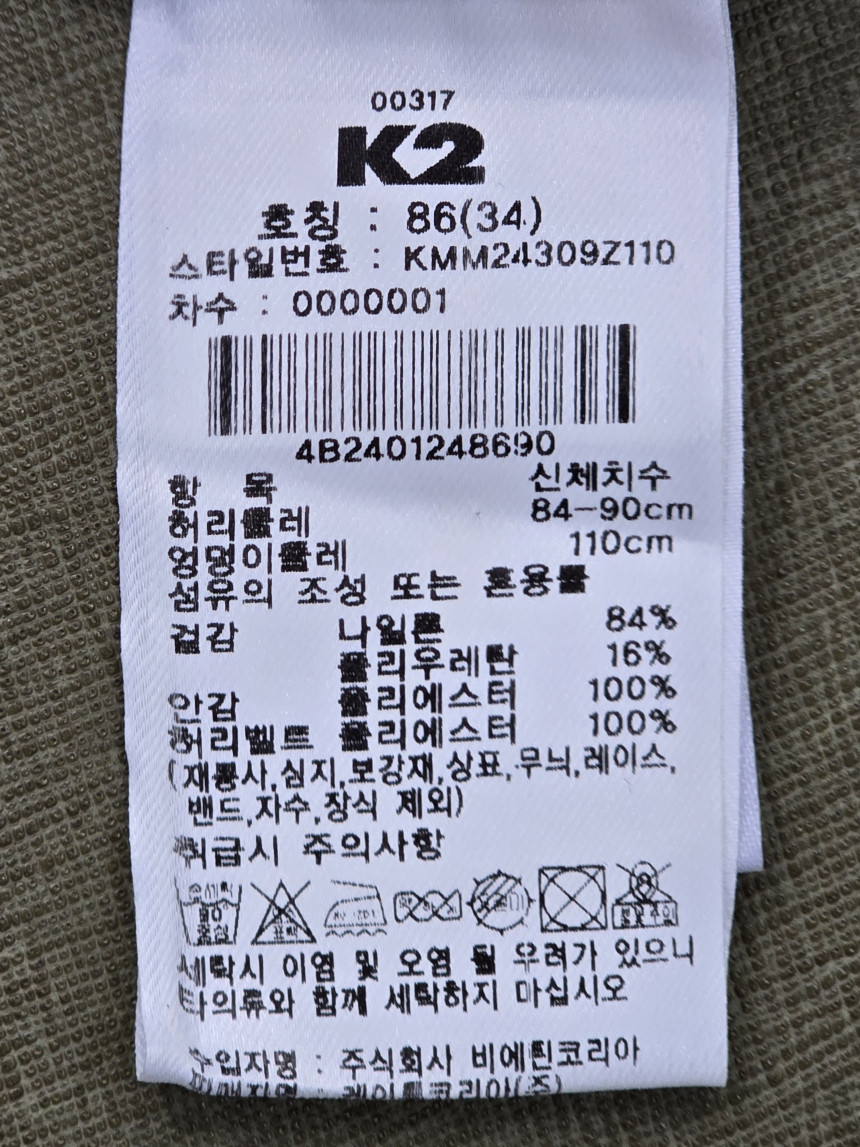 00317
K2
호칭 : 86(34)
스타일번호 : KMM24309Z110
차수 : 0000001
4B2401248690
항 목 신체치수
허리둘레 84-90cm
엉덩이둘레 110cm
섬유의 조성 또는 혼용률
겉감 나일론 84%
폴리우레탄 16%
안감 폴리에스터 100%
허리벨트 폴리에스터 100%
(재봉사,심지,보강재,상표,무늬,레이스,
밴드,자수,장식 제외)
취급시 주의사항
세탁시 이염 및 오염 될 우려가 있으니
타의류와 함께 세탁하지 마십시오
수입자명 : 주식회사 비에틴코리아